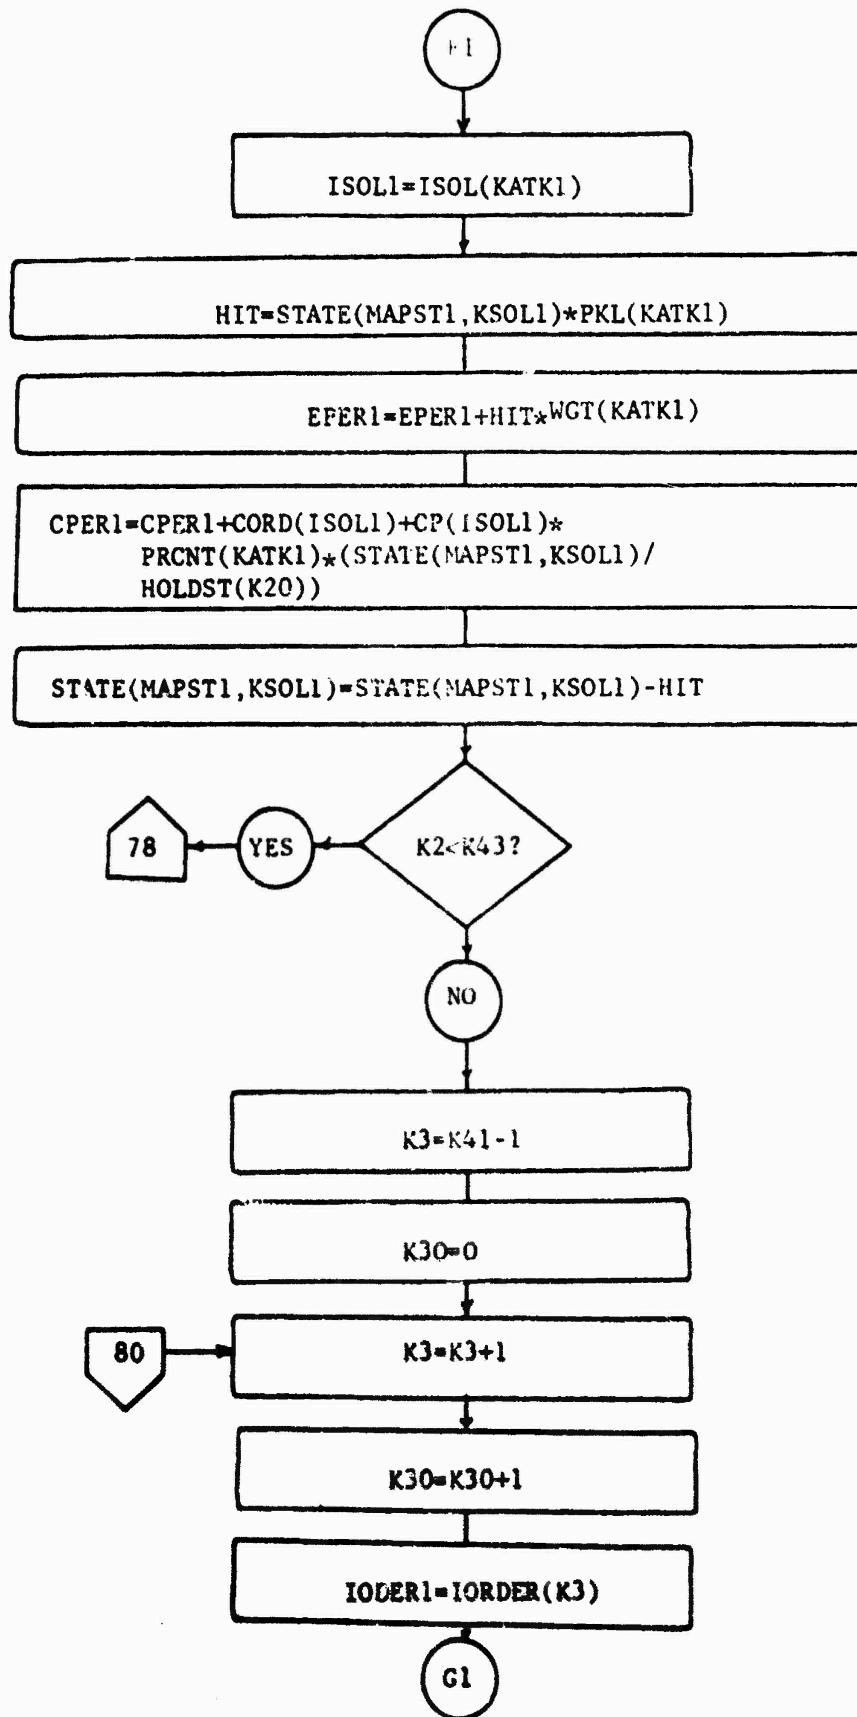 ISOL1=ISOL(KATK1)
HIT=STATE(MAPST1,KSOL1)*PKL(KATK1)
EPER1=EPER1+HIT*WGT(KATK1)
CPER1=CPER1+CORD(ISOL1)+CP(ISOL1)*
PRCNT(KATK1)*(STATE(MAPST1,KSOL1)/
HOLDST(K20))
STATE(MAPST1,KSOL1)=STATE(MAPST1,KSOL1)-HIT
78
YES
K2<K43?
NO
K3=K41-1
K30=0
80
K3=K3+1
K30=K30+1
IODER1=IORDER(K3)
G1